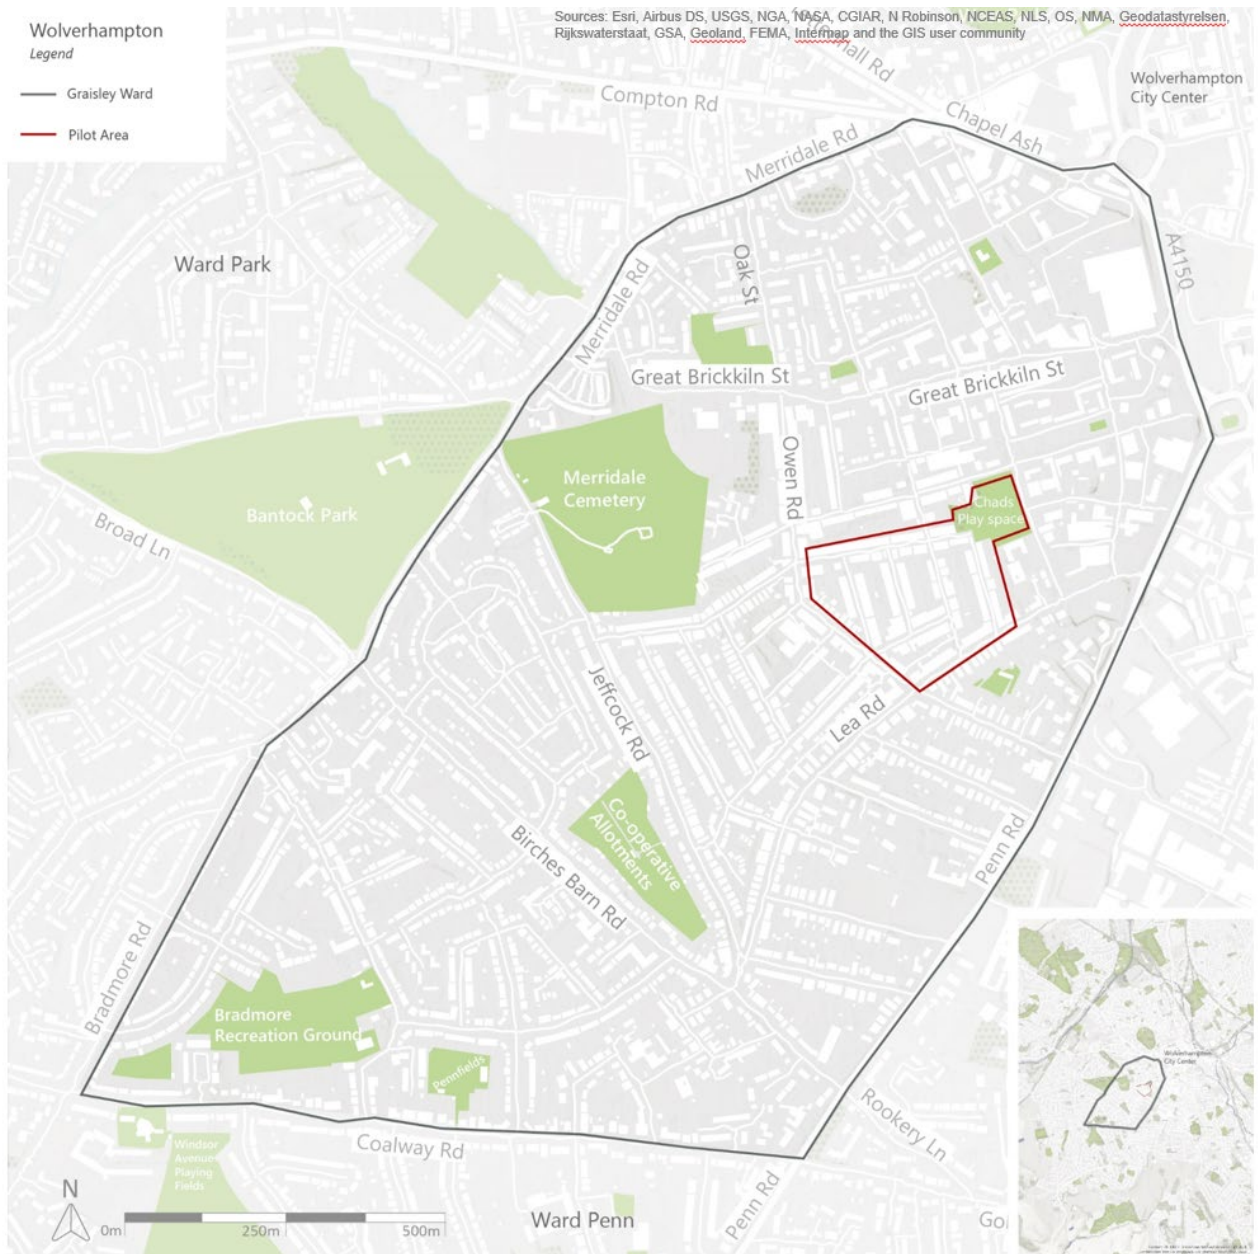 Wolverhampton
Legend
Graisley Ward
Pilot Area
Sources: Esri, Airbus DS, USGS, NGA, NASA, CGIAR, N Robinson, NCEAS, NLS, OS, NMA, Geodatastyrelsen,
Rijkswaterstaat, GSA, Geoland, FEMA, Intermap and the GIS user community
Wolverhampton
City Center
Compton Rd
Chapel Ash
Merridale Rd
Ward Park
Oak St
A4150
Merridale Rd
Great Brickkiln St
Great Brickkiln St
Merridale
Cemetery
Owen Rd
Bantock Park
Broad Ln
Chads
Play space
Jeffcock Rd
Lea Rd
Co-operative
Allotments
Birches Barn Rd
Penn Rd
Bradmore Rd
Bradmore
Recreation Ground
Pennfields
Rookery Ln
Coalway Rd
Windsor
Avenue
Playing
Fields
Penn Rd
Ward Penn
N
0m
250m
500m
Wolverhampton
City Center